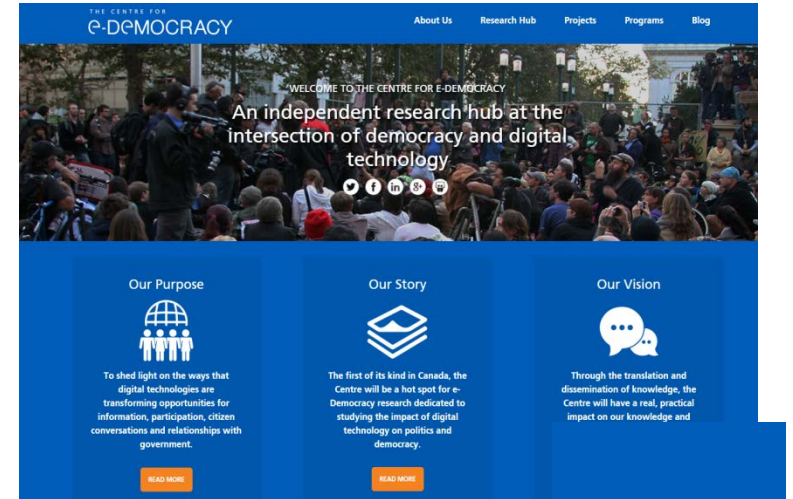 THE CENTRE FOR
e-DeMOCRACY
About Us Research Hub Projects Programs Blog
WELCOME TO THE CENTRE FOR E-DEMOCRACY
An independent research hub at the
intersection of democracy and digital
technology
Our Purpose
To shed light on the ways that
digital technologies are
transforming opportunities for
information, participation, citizen
conversations and relationships with
government.
READ MORE
Our Story
The first of its kind in Canada, the
Centre will be a hot spot for e-
Democracy research dedicated to
studying the impact of digital
technology on politics and
democracy.
READ MORE
Our Vision
Through the translation and
dissemination of knowledge, the
Centre will have a real, practical
impact on our knowledge and